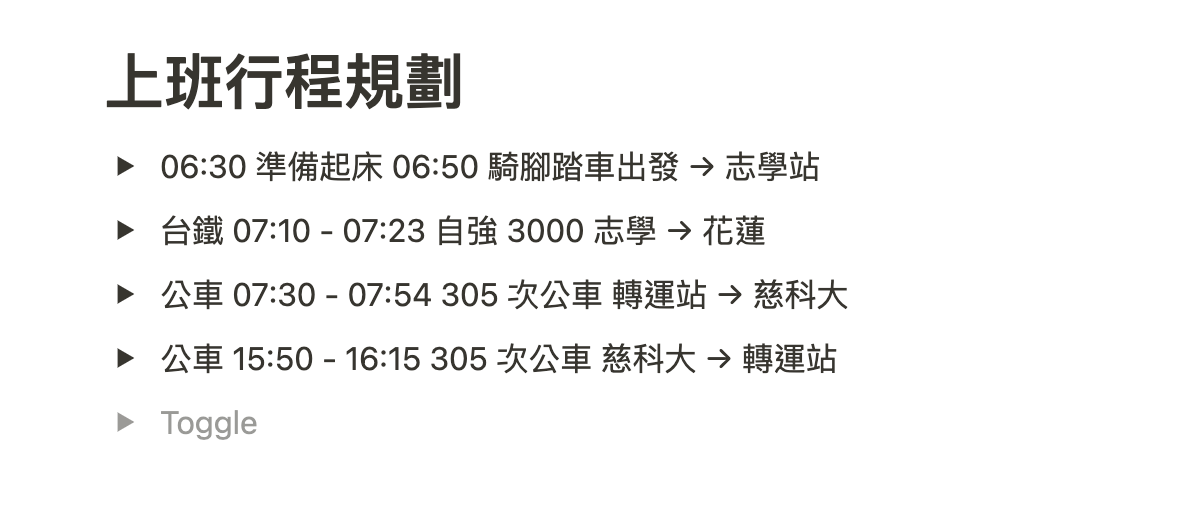 上班行程規劃
06:30 準備起床 06:50 騎腳踏車出發 → 志學站
台鐵 07:10 - 07:23 自強 3000 志學 → 花蓮
公車 07:30 - 07:54 305 次公車 轉運站 → 慈科大
公車 15:50 - 16:15 305 次公車 慈科大 → 轉運站
Toggle